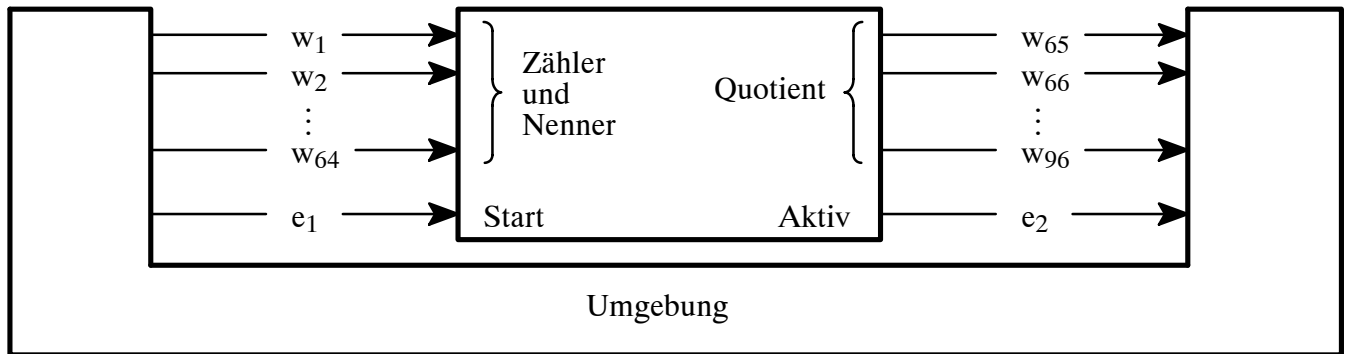 w₁
w₂
⋮
w₆₄
e₁
Zähler
und
Nenner
Start
Quotient
Aktiv
w₆₅
w₆₆
⋮
w₉₆
e₂
Umgebung